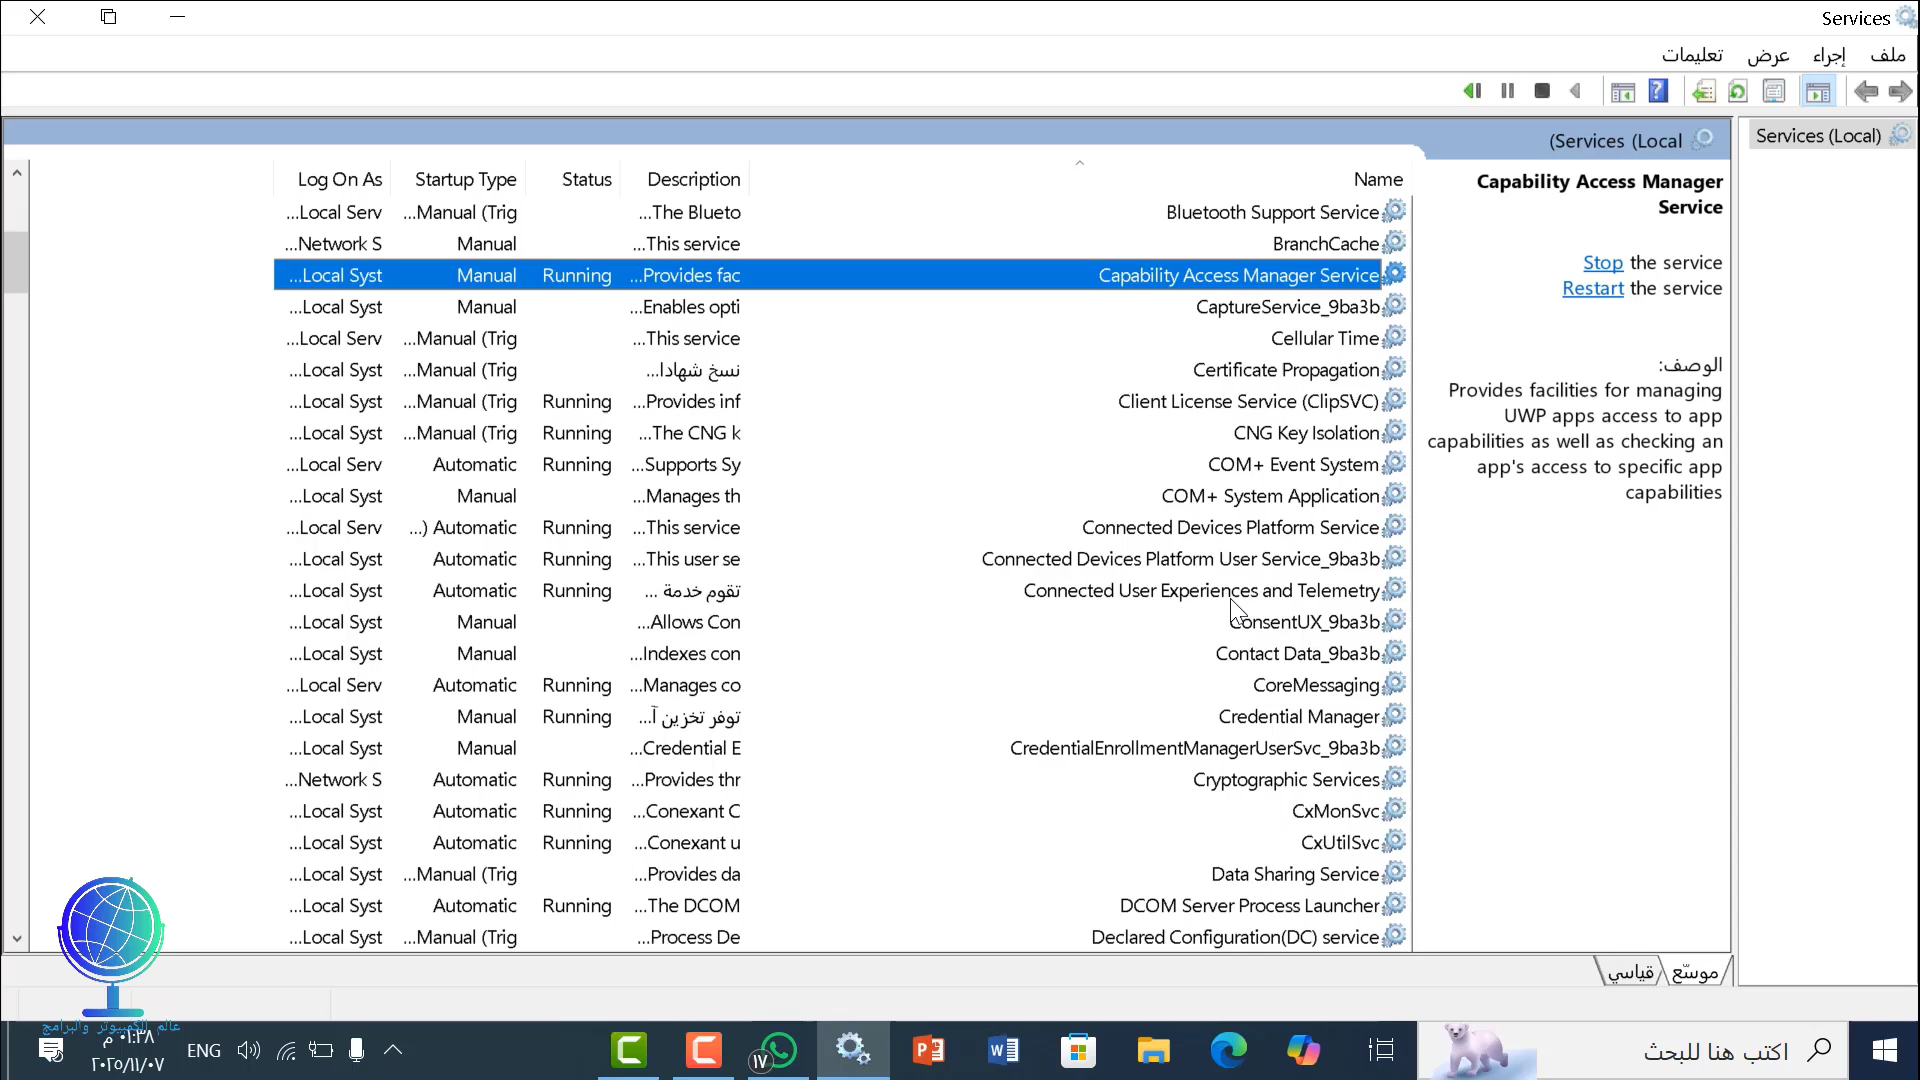 Services
ملف إجراء عرض تعليمات
Services (Local)
(Services (Local
Capability Access Manager
Service
Stop the service
Restart the service
الوصف:
Provides facilities for managing
UWP apps access to app
capabilities as well as checking an
app's access to specific app
capabilities
Name Description Status Startup Type Log On As
Bluetooth Support Service ...The Blueto ...Manual (Trig ...Local Serv
BranchCache ...This service Manual ...Network S
Capability Access Manager Service ...Provides fac Running Manual ...Local Syst
CaptureService_9ba3b ...Enables opti Manual ...Local Syst
Cellular Time ...This service ...Manual (Trig ...Local Serv
Certificate Propagation نسخ شهادا... ...Manual (Trig ...Local Syst
Client License Service (ClipSVC) ...Provides inf Running ...Manual (Trig ...Local Syst
CNG Key Isolation ...The CNG k Running ...Manual (Trig ...Local Syst
COM+ Event System ...Supports Sy Running Automatic ...Local Serv
COM+ System Application ...Manages th Manual ...Local Syst
Connected Devices Platform Service ...This service Running ...) Automatic ...Local Serv
Connected Devices Platform User Service_9ba3b ...This user se Running Automatic ...Local Syst
Connected User Experiences and Telemetry تقوم خدمة ... Running Automatic ...Local Syst
ConsentUX_9ba3b ...Allows Con Manual ...Local Syst
Contact Data_9ba3b ...Indexes con Manual ...Local Syst
CoreMessaging ...Manages co Running Automatic ...Local Serv
Credential Manager توفر تخزين آ... Running Manual ...Local Syst
CredentialEnrollmentManagerUserSvc_9ba3b ...Credential E Manual ...Local Syst
Cryptographic Services ...Provides thr Running Automatic ...Network S
CxMonSvc ...Conexant C Running Automatic ...Local Syst
CxUtilSvc ...Conexant u Running Automatic ...Local Syst
Data Sharing Service ...Provides da ...Manual (Trig ...Local Syst
DCOM Server Process Launcher ...The DCOM Running Automatic ...Local Syst
Declared Configuration(DC) service ...Process De ...Manual (Trig ...Local Syst
موسّع قياسي
عالم الكمبيوتر والبرامج
اكتب هنا للبحث
١٧
ENG
٠١:٣٨ م
٢٠٢٥/١١/٠٧